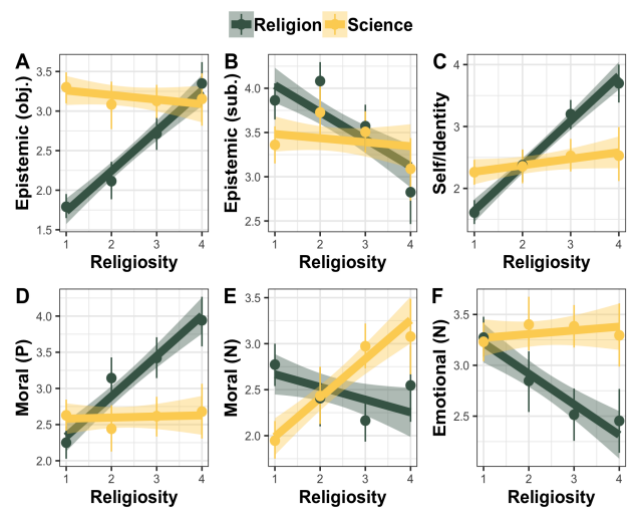 Religion Science
A B C
Epistemic (obj.) 3.5 3.0 2.5 2.0 1.5
1 2 3 4
Religiosity
Epistemic (sub.) 4.0 3.5 3.0 2.5
1 2 3 4
Religiosity
Self/Identity 4 3 2
1 2 3 4
Religiosity
D E F
Moral (P) 4.0 3.5 3.0 2.5 2.0
1 2 3 4
Religiosity
Moral (N) 3.5 3.0 2.5 2.0
1 2 3 4
Religiosity
Emotional (N) 3.5 3.0 2.5
1 2 3 4
Religiosity